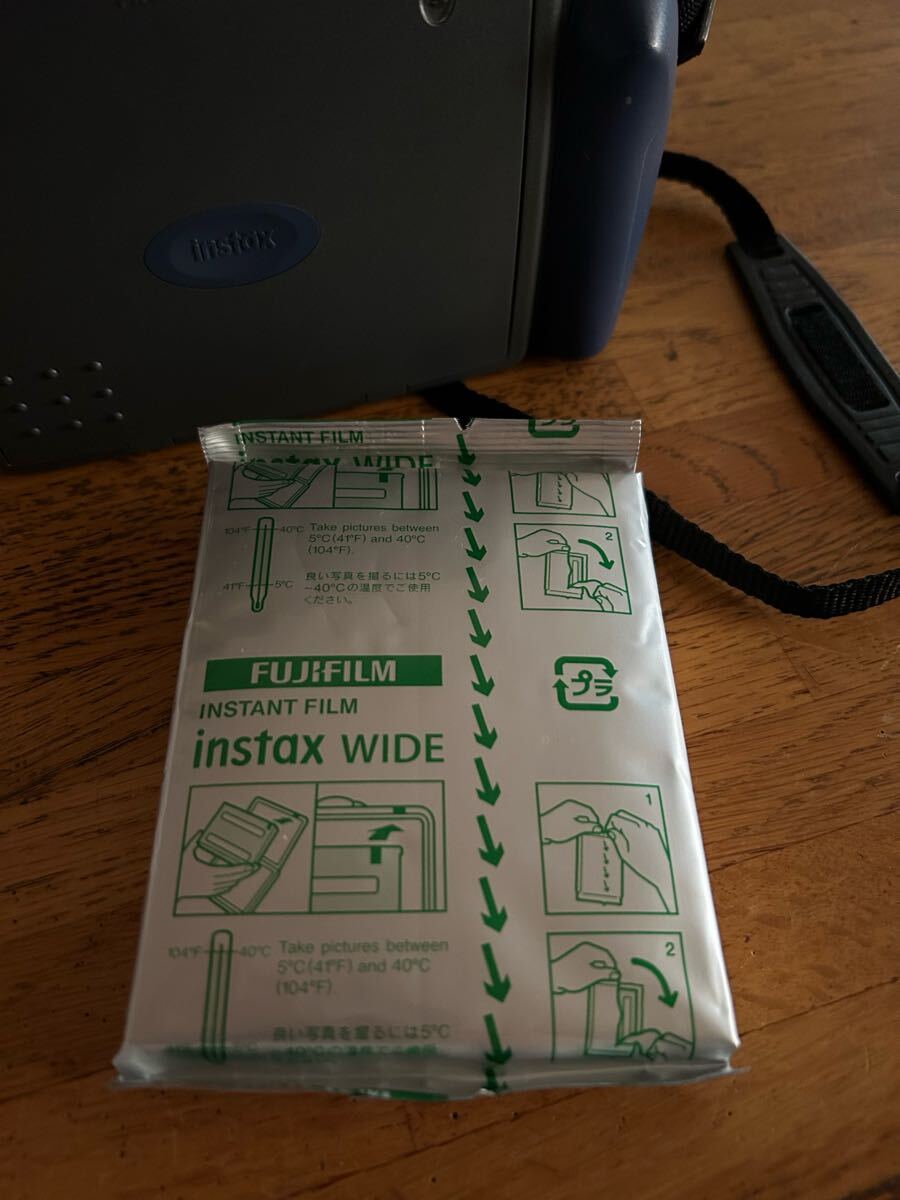 instax
INSTANT FILM
instax WIDE
プラ
104°F 40°C Take pictures between
5°C(41°F) and 40°C
(104°F).
41°F 5°C 良い写真を撮るには5°C
~40°Cの温度でご使用
ください。
2
FUJIFILM
INSTANT FILM
instax WIDE
プラ
1
104°F 40°C Take pictures between
5°C(41°F) and 40°C
(104°F).
良い写真を撮るには5°C
2